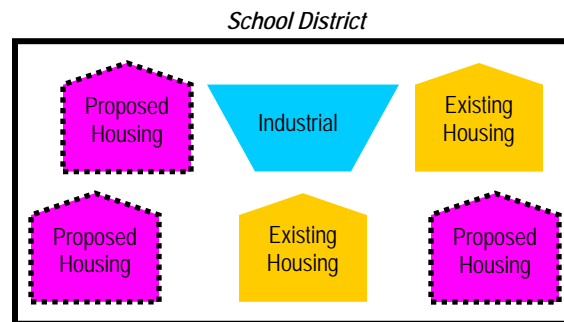 School District
Proposed
Housing
Industrial
Existing
Housing
Proposed
Housing
Existing
Housing
Proposed
Housing